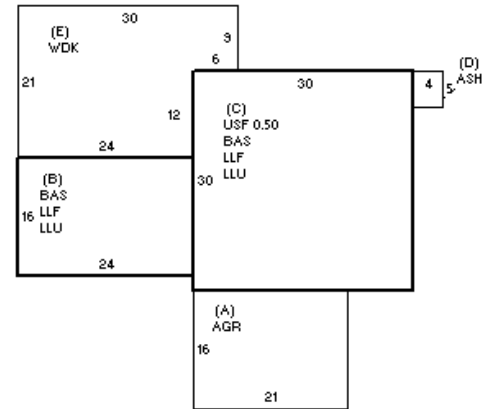 30
(E)
WDK
9
6
21
12
24
30
4
5
(D)
ASH
(C)
USF 0.50
BAS
LLF
LLU
30
(B)
BAS
LLF
LLU
16
24
(A)
AGR
16
21